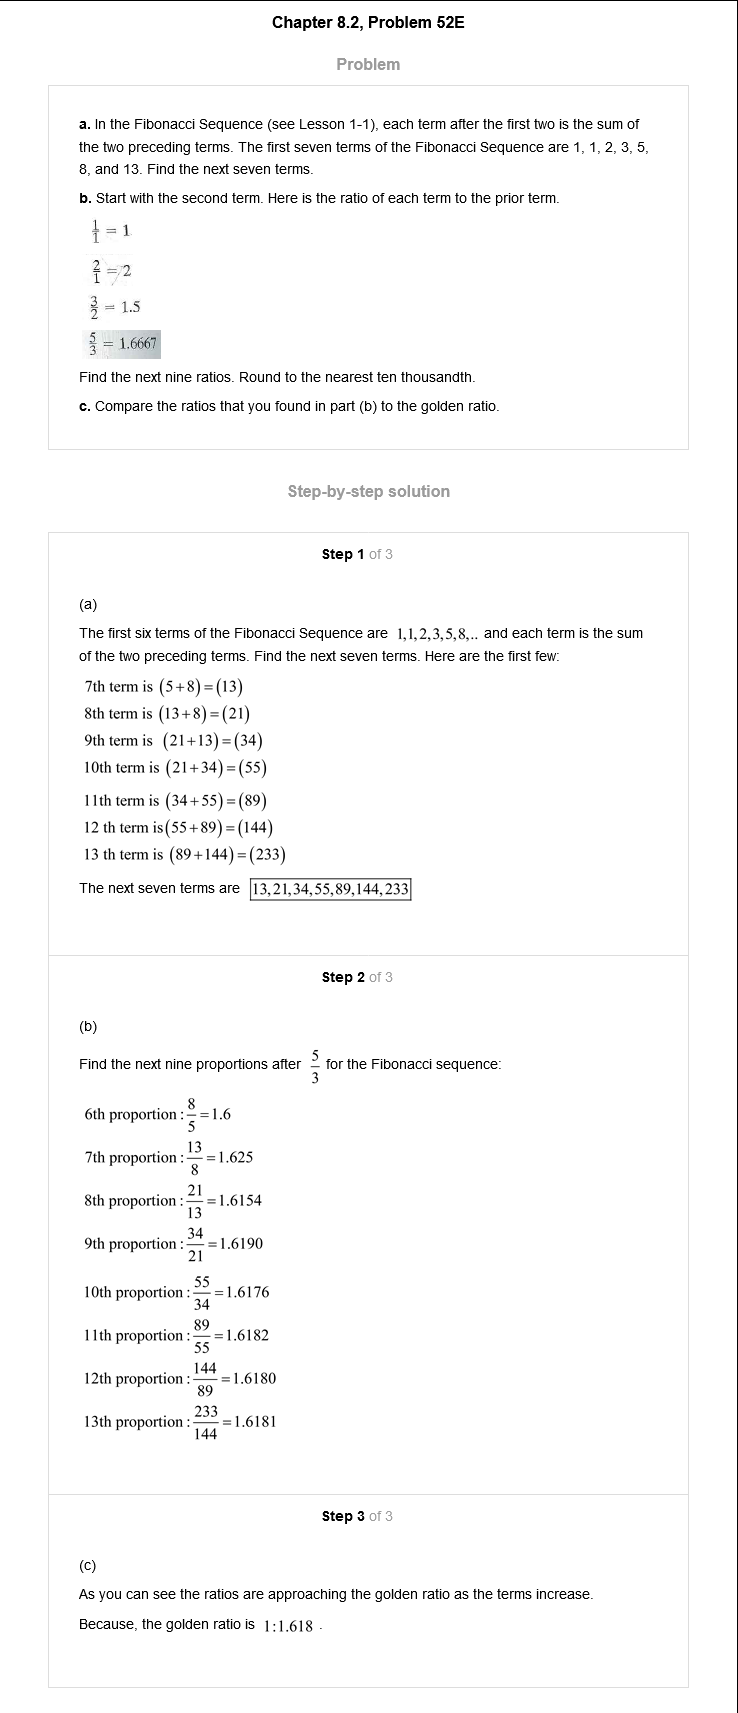 Chapter 8.2, Problem 52E
Problem
a. In the Fibonacci Sequence (see Lesson 1-1), each term after the first two is the sum of
the two preceding terms. The first seven terms of the Fibonacci Sequence are 1, 1, 2, 3, 5,
8, and 13. Find the next seven terms.
b. Start with the second term. Here is the ratio of each term to the prior term.
1/1 = 1
2/1 = 2
3/2 = 1.5
5/3 = 1.6667
Find the next nine ratios. Round to the nearest ten thousandth.
c. Compare the ratios that you found in part (b) to the golden ratio.
Step-by-step solution
Step 1 of 3
(a)
The first six terms of the Fibonacci Sequence are 1,1,2,3,5,8,.. and each term is the sum
of the two preceding terms. Find the next seven terms. Here are the first few:
7th term is (5+8)=(13)
8th term is (13+8)=(21)
9th term is (21+13)=(34)
10th term is (21+34)=(55)
11th term is (34+55)=(89)
12 th term is(55+89)=(144)
13 th term is (89+144)=(233)
The next seven terms are 13,21,34,55,89,144,233
Step 2 of 3
(b)
Find the next nine proportions after 5/3 for the Fibonacci sequence:
6th proportion : 8/5 = 1.6
7th proportion : 13/8 = 1.625
8th proportion : 21/13 = 1.6154
9th proportion : 34/21 = 1.6190
10th proportion : 55/34 = 1.6176
11th proportion : 89/55 = 1.6182
12th proportion : 144/89 = 1.6180
13th proportion : 233/144 = 1.6181
Step 3 of 3
(c)
As you can see the ratios are approaching the golden ratio as the terms increase.
Because, the golden ratio is 1:1.618 .